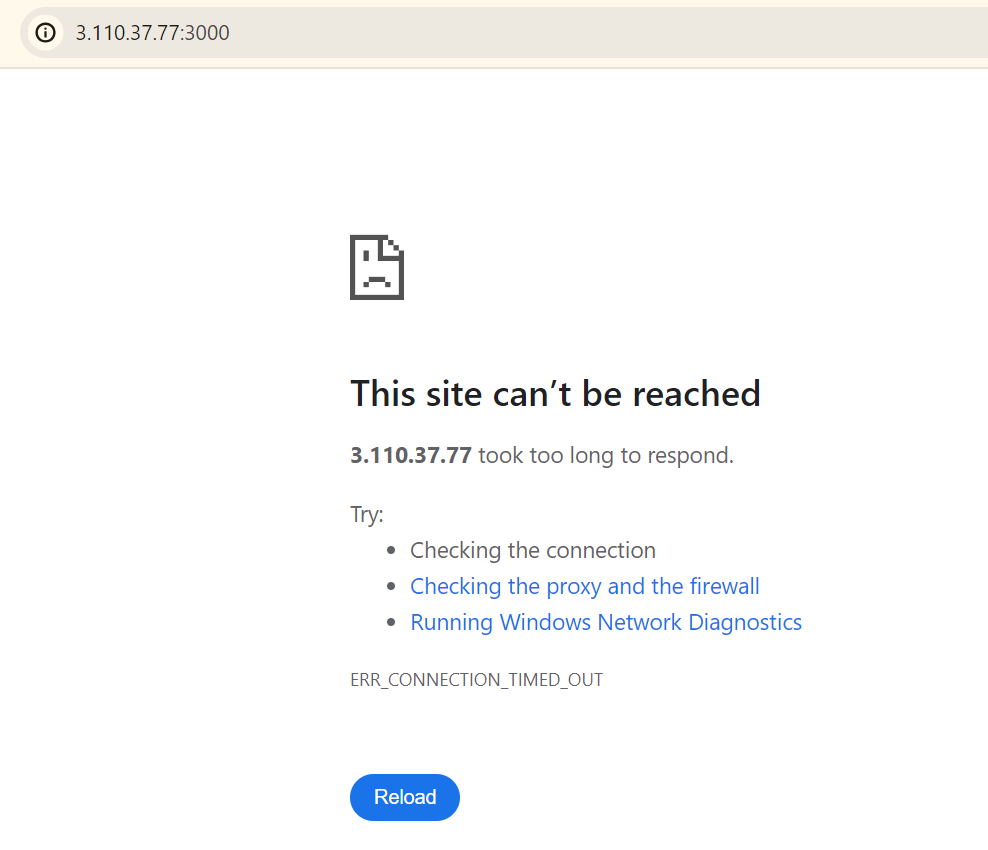 3.110.37.77:3000
This site can’t be reached
3.110.37.77 took too long to respond.
Try:
• Checking the connection
• Checking the proxy and the firewall
• Running Windows Network Diagnostics
ERR_CONNECTION_TIMED_OUT
Reload